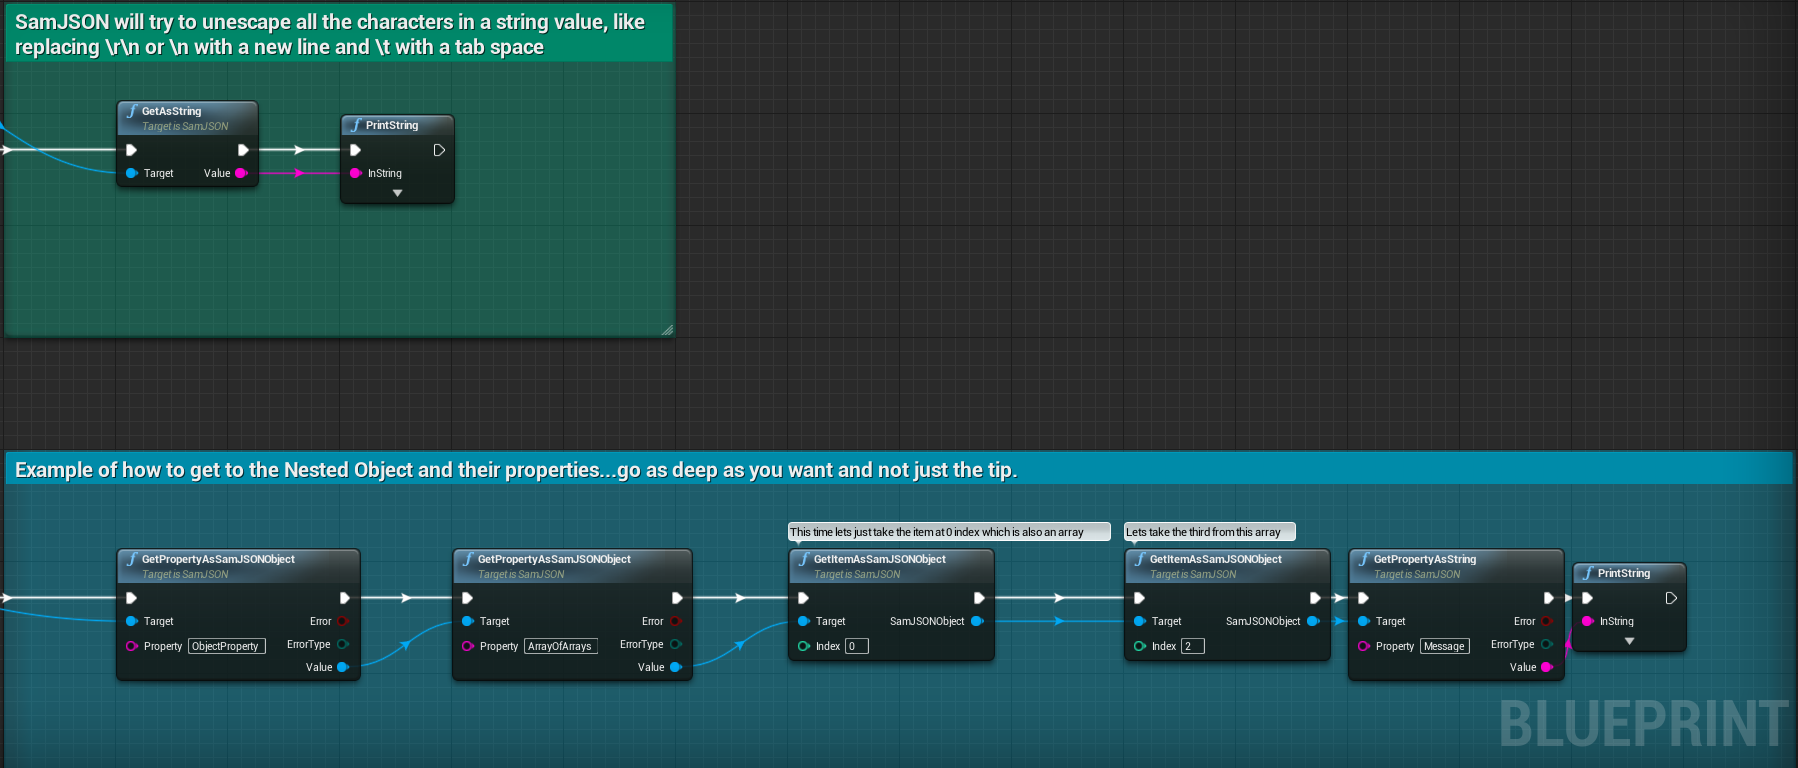 SamJSON will try to unescape all the characters in a string value, like
replacing \r\n or \n with a new line and \t with a tab space
GetAsString
Target is SamJSON
Target
Value
PrintString
InString
Example of how to get to the Nested Object and their properties...go as deep as you want and not just the tip.
GetPropertyAsSamJSONObject
Target is SamJSON
Target
Error
ErrorType
Property ObjectProperty
Value
GetPropertyAsSamJSONObject
Target is SamJSON
Target
Error
ErrorType
Property ArrayOfArrays
Value
This time lets just take the item at 0 index which is also an array
GetItemAsSamJSONObject
Target is SamJSON
Target
SamJSONObject
Index 0
Lets take the third from this array
GetItemAsSamJSONObject
Target is SamJSON
Target
SamJSONObject
Index 2
GetPropertyAsString
Target is SamJSON
Target
Error
ErrorType
Property Message
Value
PrintString
InString
BLUEPRINT